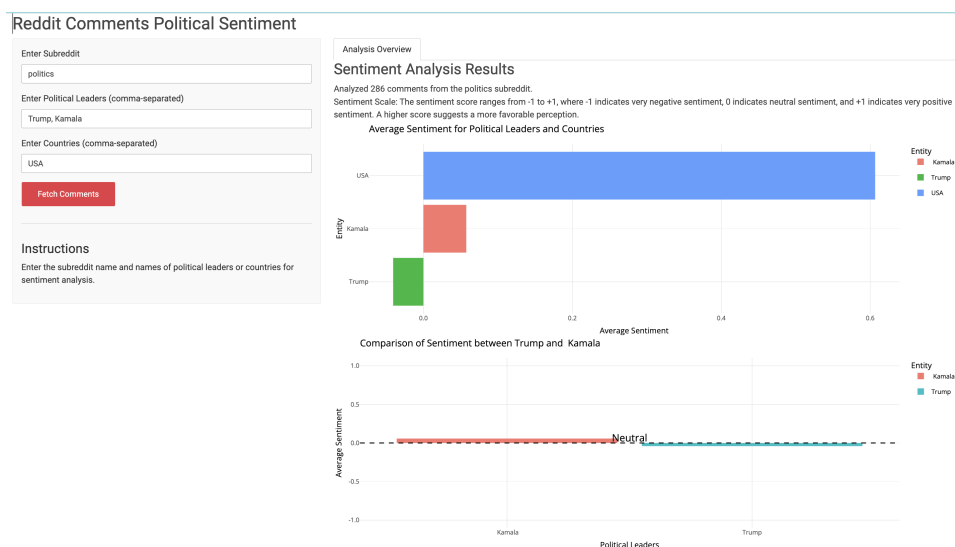 Reddit Comments Political Sentiment
Enter Subreddit
politics
Enter Political Leaders (comma-separated)
Trump, Kamala
Enter Countries (comma-separated)
USA
Fetch Comments
Instructions
Enter the subreddit name and names of political leaders or countries for
sentiment analysis.
Analysis Overview
Sentiment Analysis Results
Analyzed 286 comments from the politics subreddit.
Sentiment Scale: The sentiment score ranges from -1 to +1, where -1 indicates very negative sentiment, 0 indicates neutral sentiment, and +1 indicates very positive
sentiment. A higher score suggests a more favorable perception.
Average Sentiment for Political Leaders and Countries
Entity
USA
Kamala
Trump
0.0
0.2
0.4
0.6
Average Sentiment
Entity
Kamala
Trump
USA
Comparison of Sentiment between Trump and Kamala
Average Sentiment
1.0
0.5
0.0
-0.5
-1.0
Neutral
Kamala
Trump
Political Leaders
Entity
Kamala
Trump